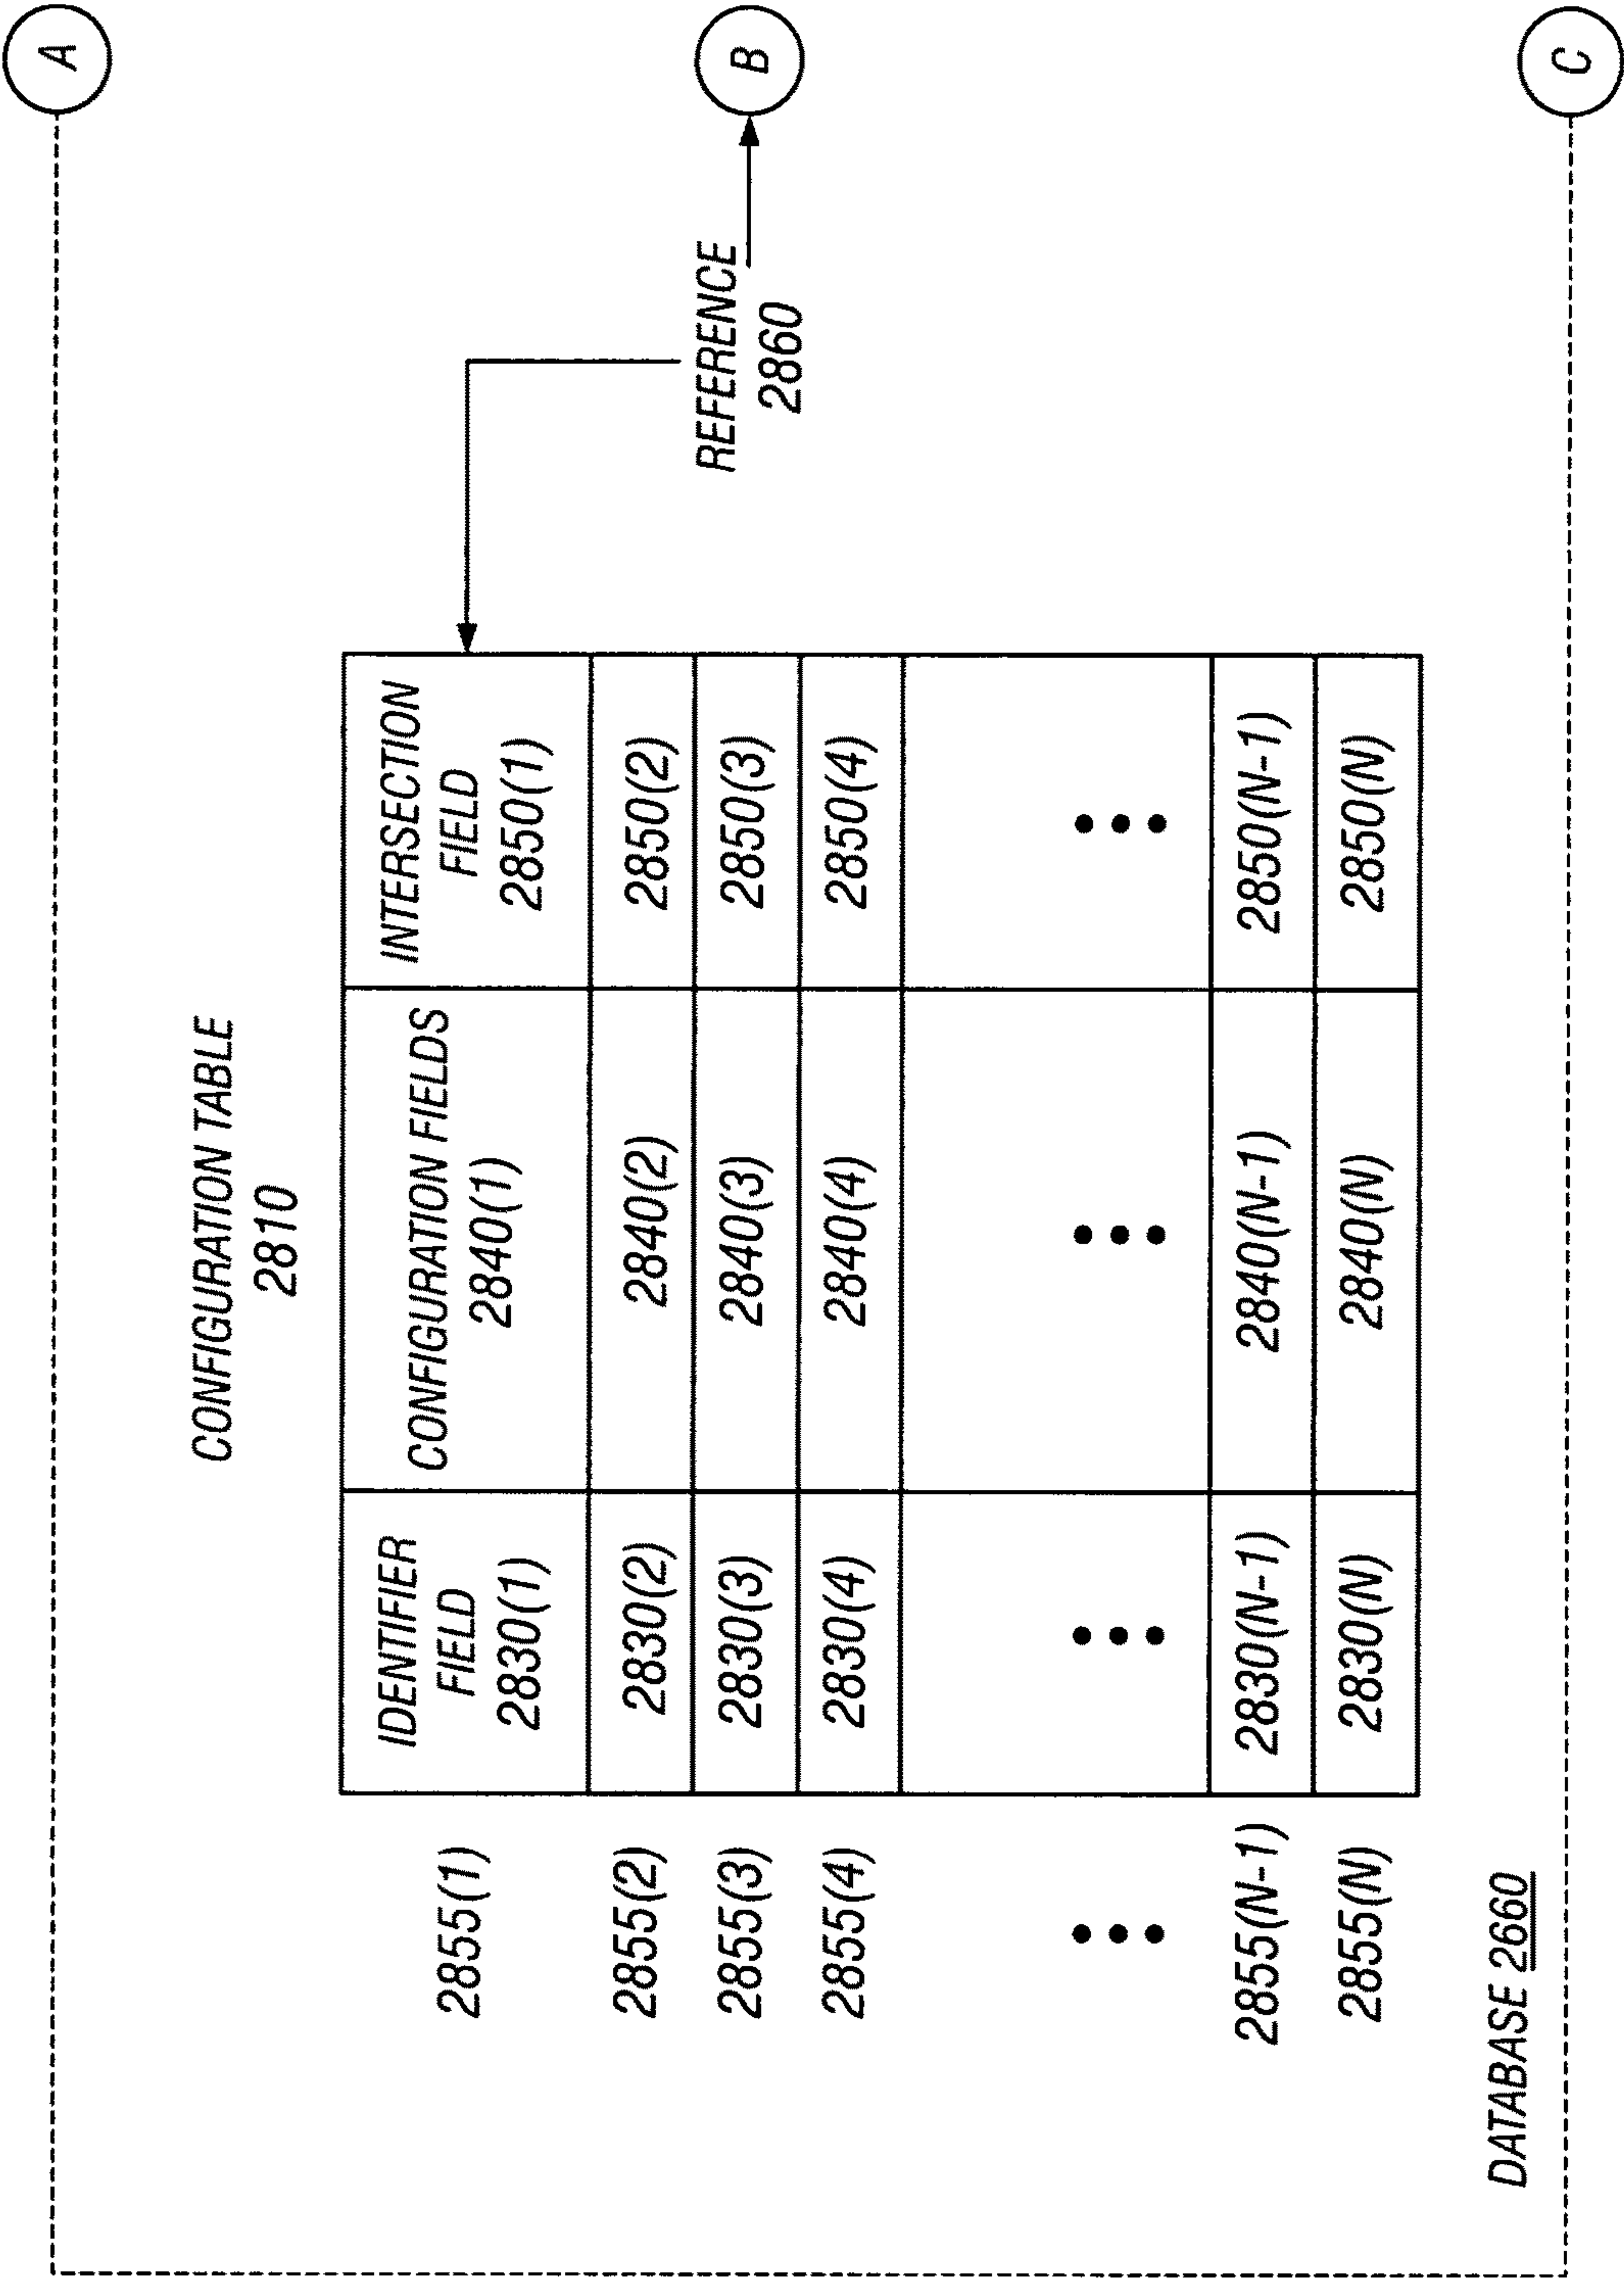 A
CONFIGURATION TABLE
2810
IDENTIFIER
FIELD
2830(1)
CONFIGURATION FIELDS
2840(1)
INTERSECTION
FIELD
2850(1)
2855(1)
2855(2)
2830(2)
2840(2)
2850(2)
2855(3)
2830(3)
2840(3)
2850(3)
2855(4)
2830(4)
2840(4)
2850(4)
REFERENCE
2860
B
2855(N-1)
2830(N-1)
2840(N-1)
2850(N-1)
2855(N)
2830(N)
2840(N)
2850(N)
DATABASE 2660
C